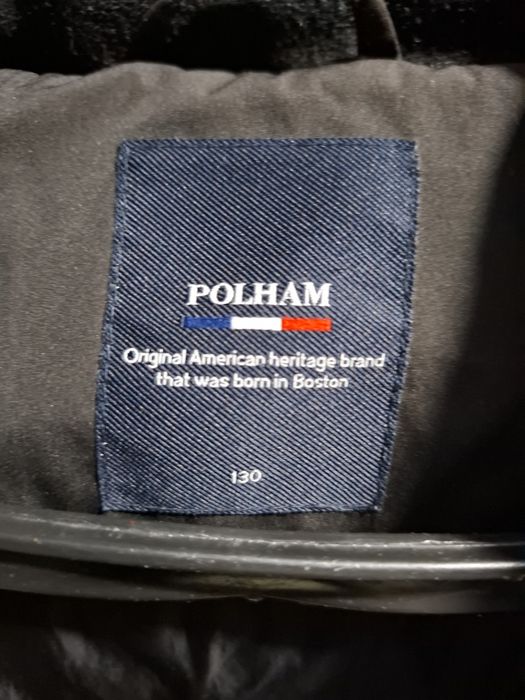 POLHAM
Original American heritage brand
that was born in Boston
130